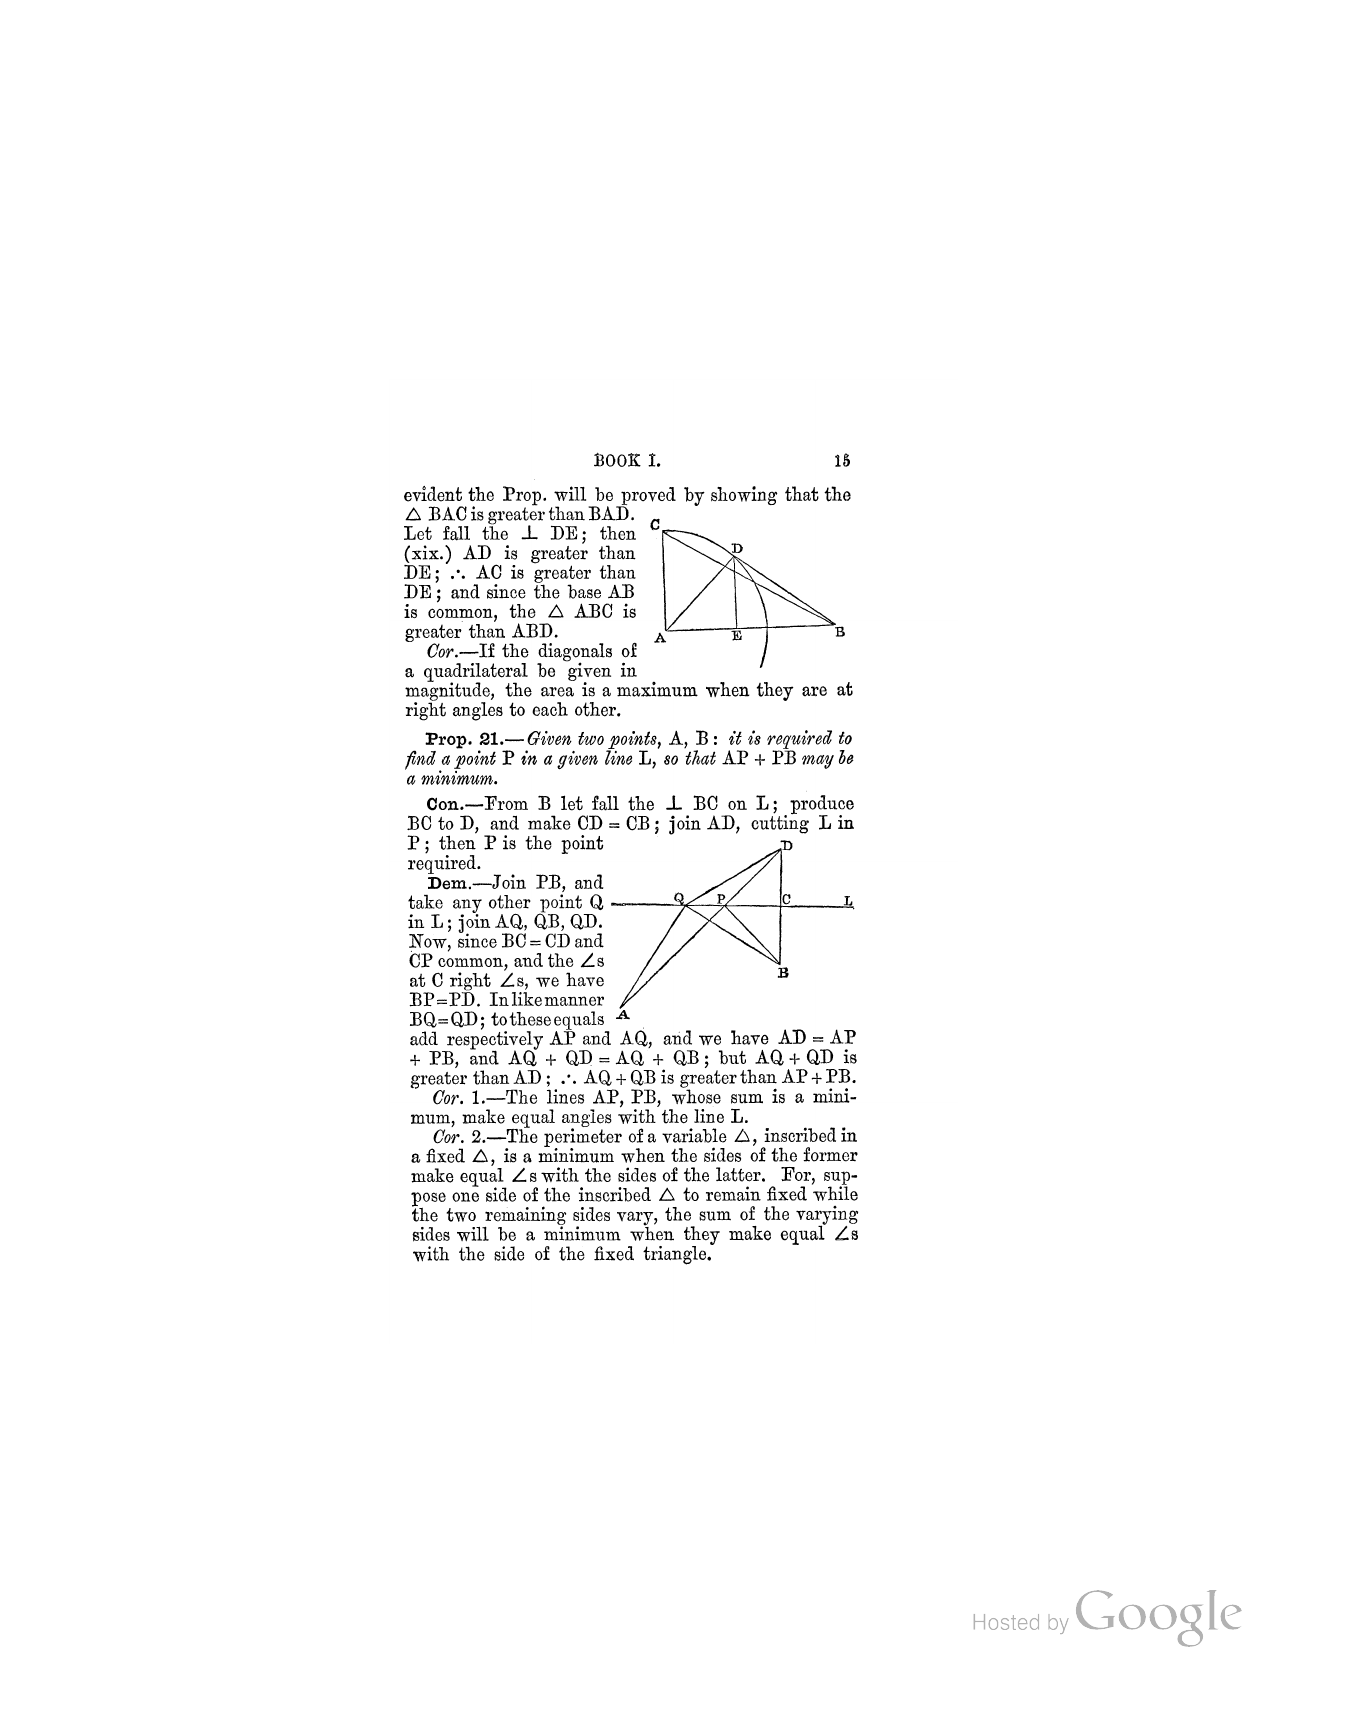 BOOK I. 15
evident the Prop. will be proved by showing that the
△ BAC is greater than BAD.
Let fall the ⊥ DE; then
(xix.) AD is greater than
DE; ∴ AC is greater than
DE; and since the base AB
is common, the △ ABC is
greater than ABD.
C
D
A
E
B
Cor.—If the diagonals of
a quadrilateral be given in
magnitude, the area is a maximum when they are at
right angles to each other.
Prop. 21.—Given two points, A, B: it is required to
find a point P in a given line L, so that AP + PB may be
a minimum.
Con.—From B let fall the ⊥ BC on L; produce
BC to D, and make CD = CB; join AD, cutting L in
P; then P is the point
required.
Dem.—Join PB, and
take any other point Q
in L; join AQ, QB, QD.
Now, since BC = CD and
CP common, and the ∠s
at C right ∠s, we have
BP=PD. In like manner
BQ=QD; to these equals
D
Q
P
C
L
B
A
add respectively AP and AQ, and we have AD = AP
+ PB, and AQ + QD = AQ + QB; but AQ + QD is
greater than AD; ∴ AQ + QB is greater than AP + PB.
Cor. 1.—The lines AP, PB, whose sum is a mini-
mum, make equal angles with the line L.
Cor. 2.—The perimeter of a variable △, inscribed in
a fixed △, is a minimum when the sides of the former
make equal ∠s with the sides of the latter. For, sup-
pose one side of the inscribed △ to remain fixed while
the two remaining sides vary, the sum of the varying
sides will be a minimum when they make equal ∠s
with the side of the fixed triangle.
Hosted by Google